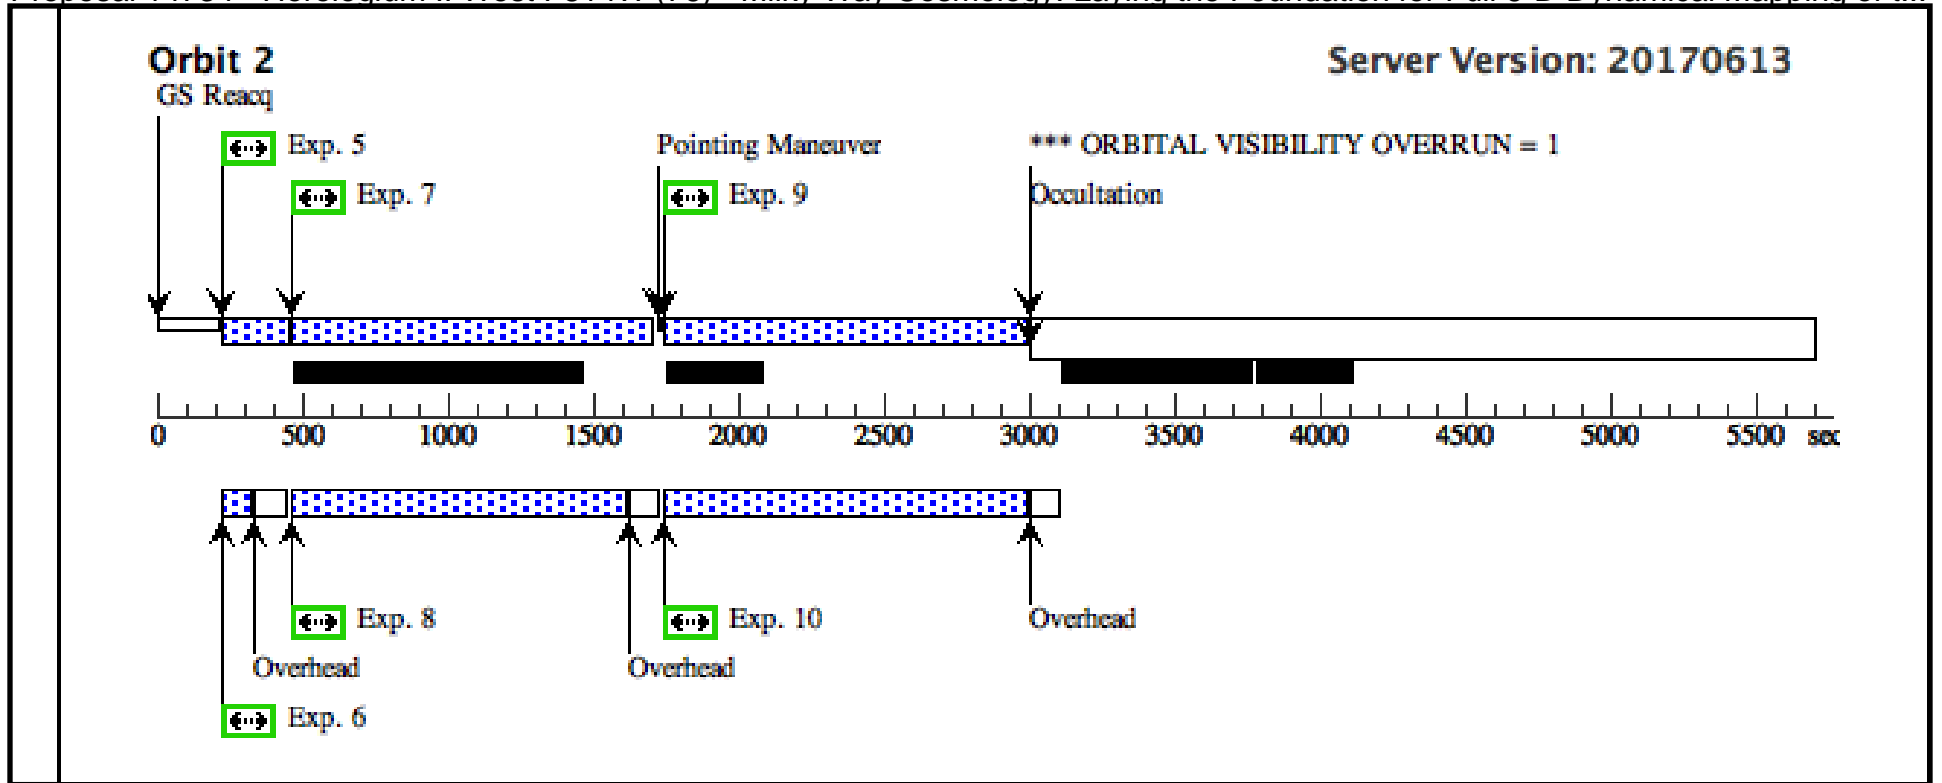 Orbit 2
Server Version: 20170613
GS Reacq
Exp. 5
Pointing Maneuver
*** ORBITAL VISIBILITY OVERRUN = 1
Exp. 7
Exp. 9
Occultation
0 500 1000 1500 2000 2500 3000 3500 4000 4500 5000 5500 sec
Exp. 8
Exp. 10
Overhead
Overhead
Overhead
Exp. 6